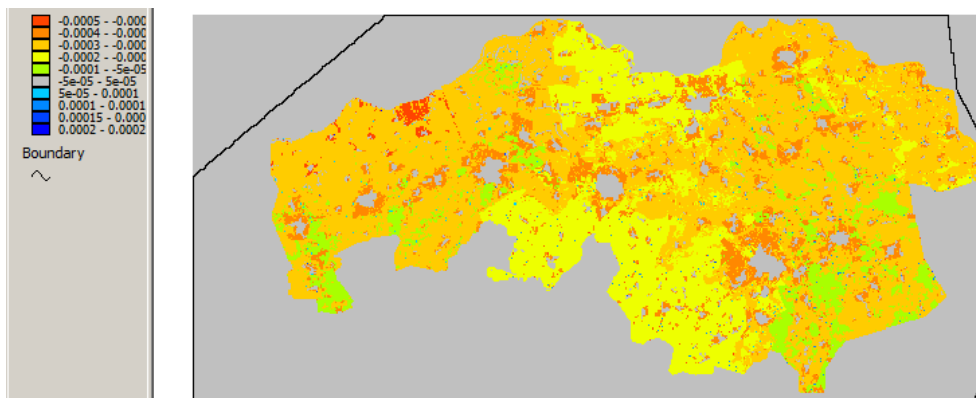 -0.0005 - -0.000
-0.0004 - -0.000
-0.0003 - -0.000
-0.0002 - -0.000
-0.0001 - -5e-05
-5e-05 - 5e-05
5e-05 - 0.0001
0.0001 - 0.0001
0.00015 - 0.000
0.0002 - 0.0002
Boundary